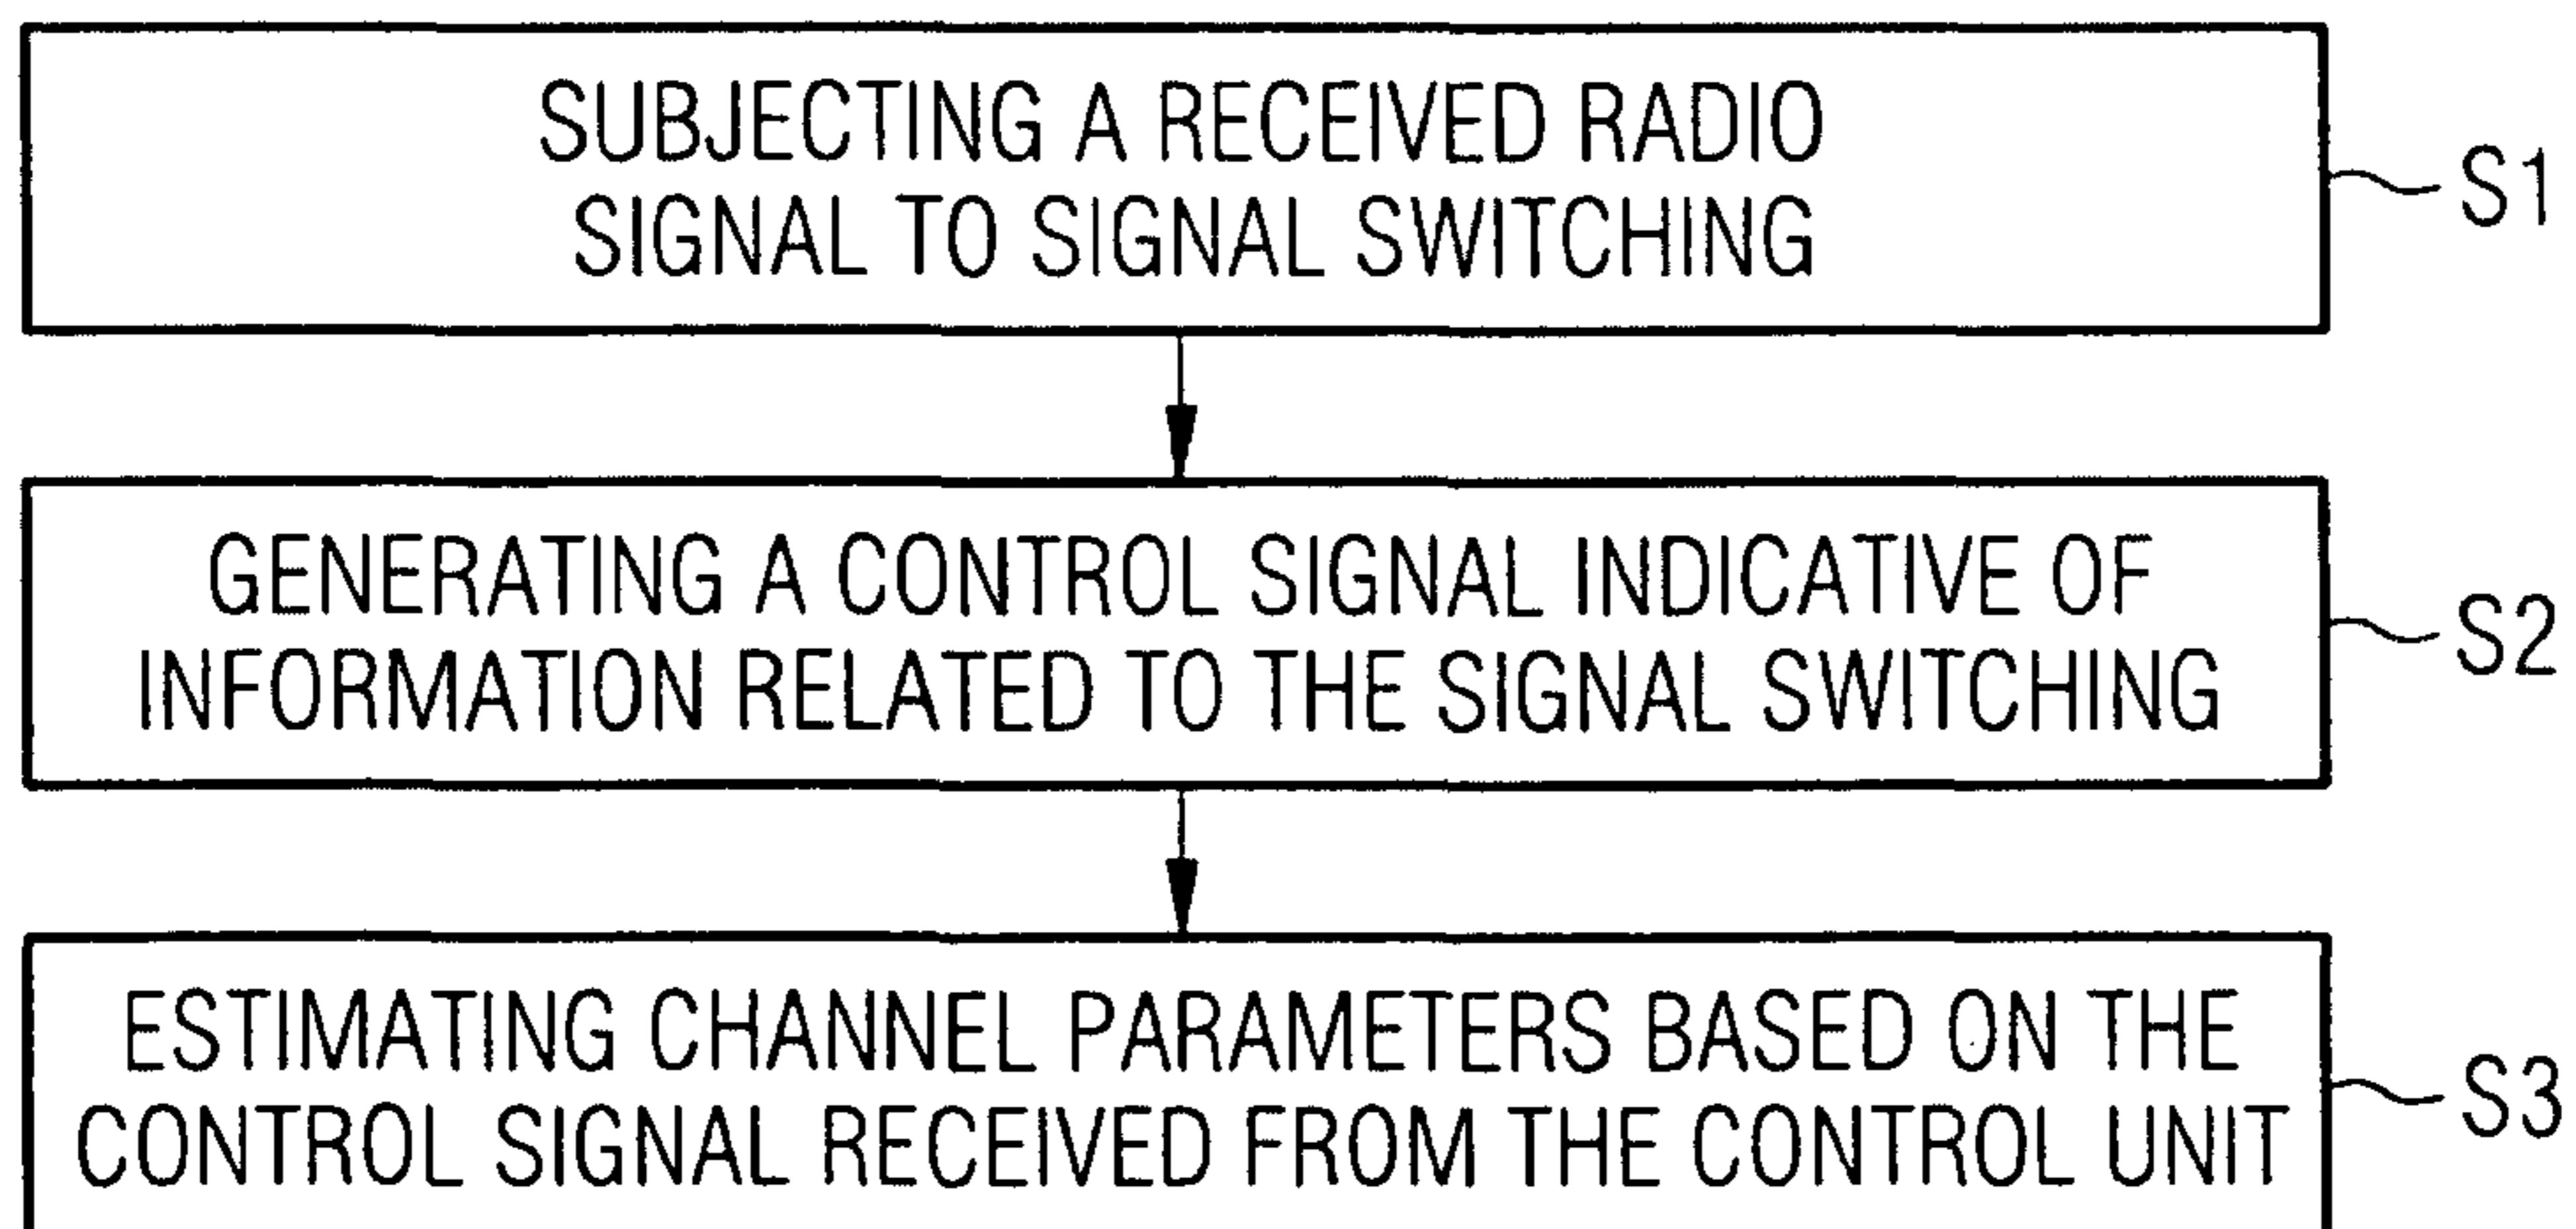 SUBJECTING A RECEIVED RADIO
SIGNAL TO SIGNAL SWITCHING
S1
GENERATING A CONTROL SIGNAL INDICATIVE OF
INFORMATION RELATED TO THE SIGNAL SWITCHING
S2
ESTIMATING CHANNEL PARAMETERS BASED ON THE
CONTROL SIGNAL RECEIVED FROM THE CONTROL UNIT
S3